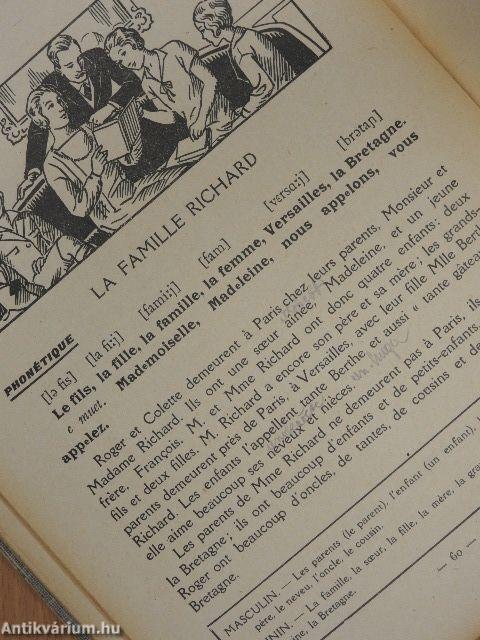 LA FAMILLE RICHARD
PHONÉTIQUE
[lə fis] [la fi:j] [fami:j] [fam] [vɛrsɑ:j] [brətaɲ]
Le fils, la fille, la famille, la femme, Versailles, la Bretagne.
e muet. Mademoiselle, Madeleine, nous appelons, vous
appelez.
Roger et Colette demeurent à Paris chez leurs parents, Monsieur et
Madame Richard. Ils ont une sœur aînée, Madeleine, et un jeune
frère, François. M. et Mme Richard ont donc quatre enfants: deux
fils et deux filles. M. Richard a encore son père et sa mère; les grands-
parents demeurent près de Paris, à Versailles, avec leur fille Mlle Berthe
Richard. Les enfants l'appellent tante Berthe et aussi « tante gâteau
elle aime beaucoup ses neveux et nièces
Les parents de Mme Richard ne demeurent pas à Paris, ils
la Bretagne; ils ont beaucoup d'enfants et de petits-enfants.
Roger ont beaucoup d'oncles, de tantes, de cousins et de
Bretagne.
MASCULIN. — Les parents (le parent), l'enfant (un enfant),
père, le neveu, l'oncle, le cousin.
ININ. — La famille, la sœur, la fille, la mère, la gran
ine, la Bretagne.
— 60 —
Antikvárium.hu